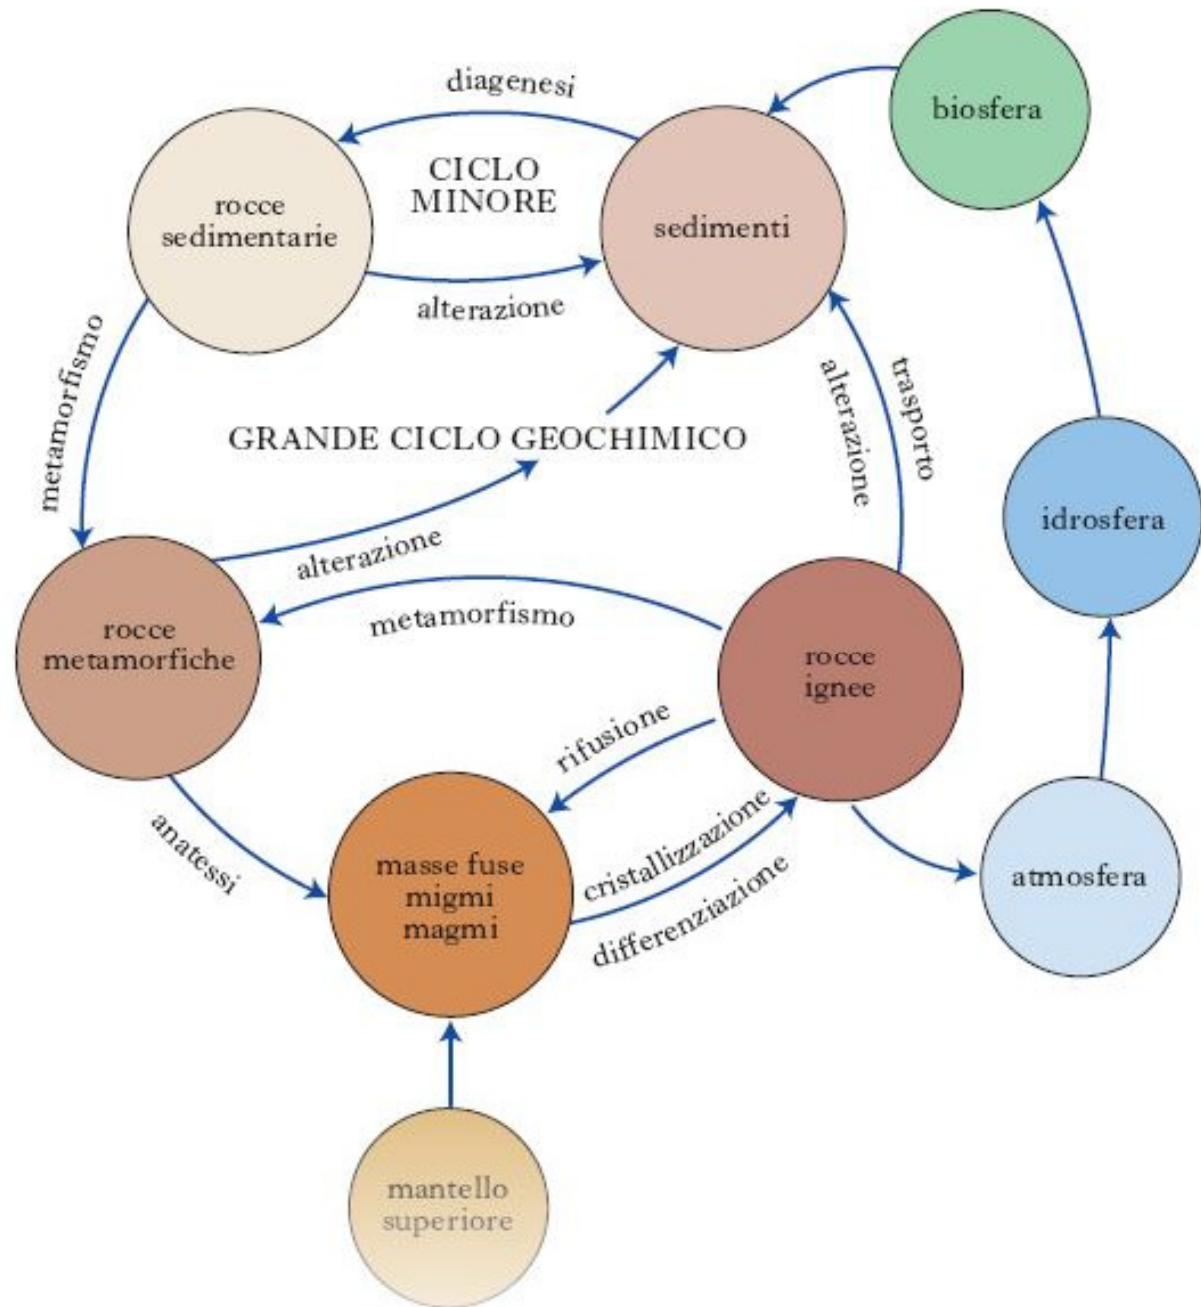 diagenesi
biosfera
CICLO
MINORE
rocce
sedimentarie
sedimenti
alterazione
metamorfismo
trasporto
alterazione
GRANDE CICLO GEOCHIMICO
idrosfera
alterazione
metamorfismo
rocce
metamorfiche
rocce
ignee
rifusione
anatessi
cristallizzazione
differenziazione
masse fuse
migmi
magmi
atmosfera
mantello
superiore